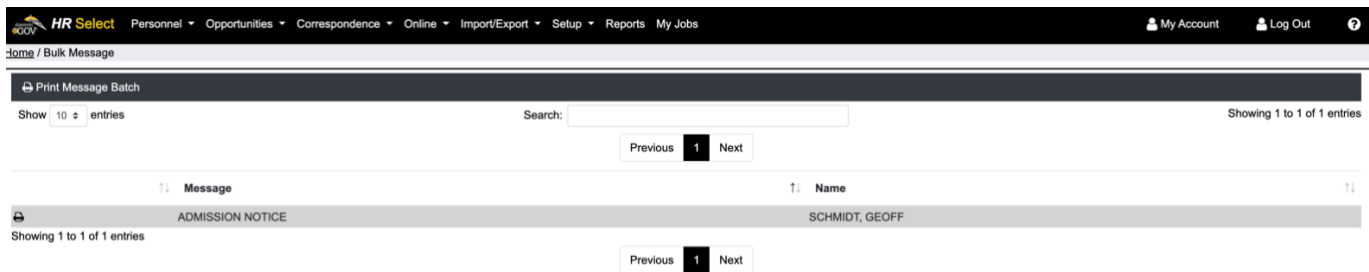 eGOV HR Select Personnel Opportunities Correspondence Online Import/Export Setup Reports My Jobs My Account Log Out ?
Home / Bulk Message
Print Message Batch
Show 10 entries Search: Showing 1 to 1 of 1 entries
Previous 1 Next
Message Name
ADMISSION NOTICE SCHMIDT, GEOFF
Showing 1 to 1 of 1 entries
Previous 1 Next